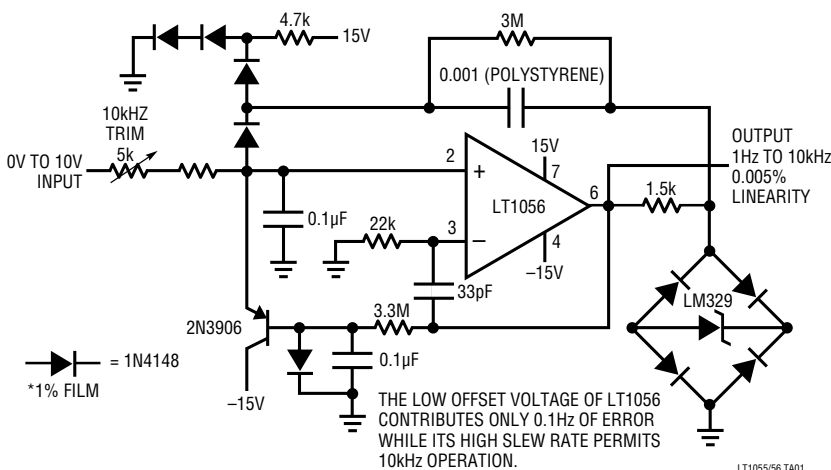 4.7k
15V
3M
0.001 (POLYSTYRENE)
10kHZ
TRIM
5k
0V TO 10V
INPUT
15V
OUTPUT
1Hz TO 10kHz
0.005%
LINEARITY
2
+
7
6
LT1056
1.5k
0.1µF
22k
3
–
4
–15V
33pF
LM329
3.3M
2N3906
0.1µF
= 1N4148
*1% FILM
–15V
THE LOW OFFSET VOLTAGE OF LT1056
CONTRIBUTES ONLY 0.1Hz OF ERROR
WHILE ITS HIGH SLEW RATE PERMITS
10kHz OPERATION.
LT1055/56 TA01